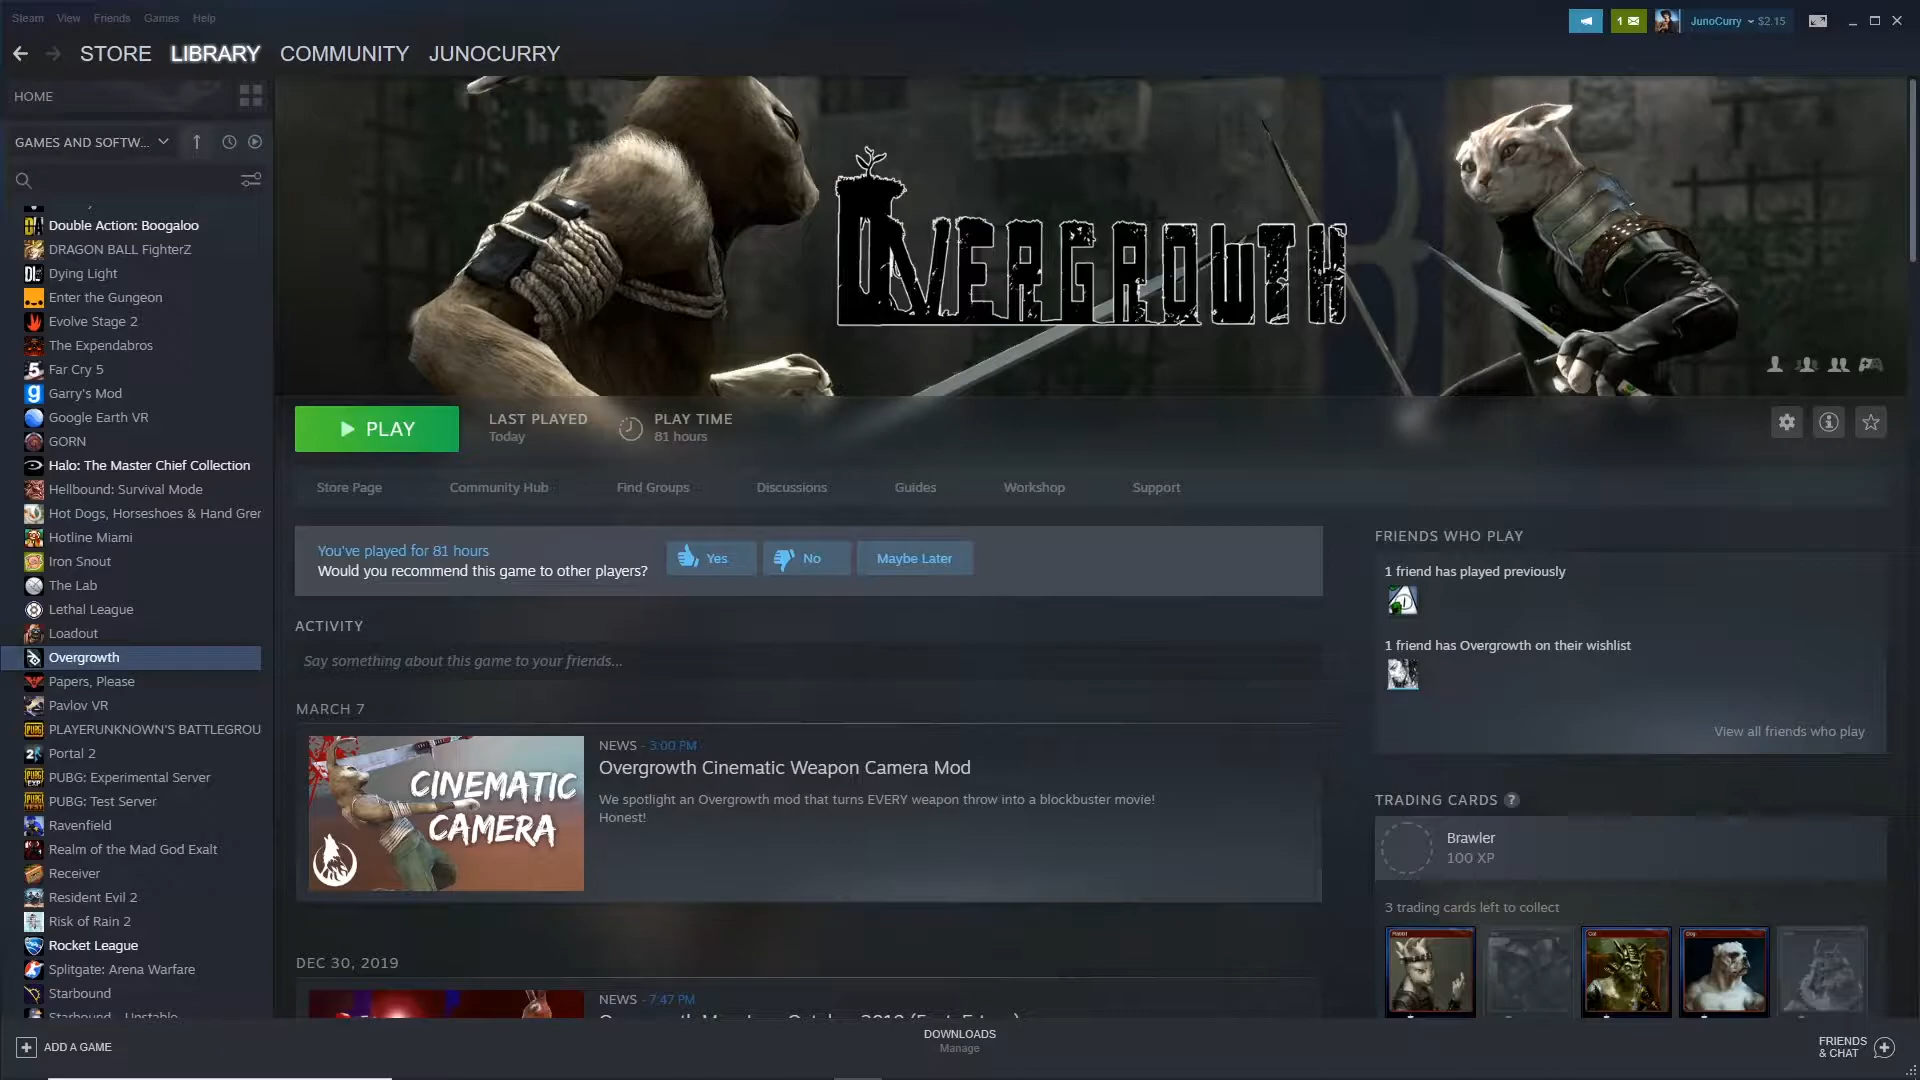 Steam View Friends Games Help
1
JunoCurry $2.15
STORE LIBRARY COMMUNITY JUNOCURRY
HOME
GAMES AND SOFTW...
Double Action: Boogaloo
DRAGON BALL FighterZ
Dying Light
Enter the Gungeon
Evolve Stage 2
The Expendabros
Far Cry 5
Garry's Mod
Google Earth VR
GORN
Halo: The Master Chief Collection
Hellbound: Survival Mode
Hot Dogs, Horseshoes & Hand Gren
Hotline Miami
Iron Snout
The Lab
Lethal League
Loadout
Overgrowth
Papers, Please
Pavlov VR
PLAYERUNKNOWN'S BATTLEGROU
Portal 2
PUBG: Experimental Server
PUBG: Test Server
Ravenfield
Realm of the Mad God Exalt
Receiver
Resident Evil 2
Risk of Rain 2
Rocket League
Splitgate: Arena Warfare
Starbound
Starbound - Unstable
ADD A GAME
OVERGROWTH
PLAY
LAST PLAYED
Today
PLAY TIME
81 hours
Store Page Community Hub Find Groups Discussions Guides Workshop Support
You've played for 81 hours
Would you recommend this game to other players?
Yes No Maybe Later
ACTIVITY
Say something about this game to your friends...
MARCH 7
CINEMATIC
CAMERA
NEWS - 3:00 PM
Overgrowth Cinematic Weapon Camera Mod
We spotlight an Overgrowth mod that turns EVERY weapon throw into a blockbuster movie!
Honest!
DEC 30, 2019
NEWS - 7:47 PM
FRIENDS WHO PLAY
1 friend has played previously
1 friend has Overgrowth on their wishlist
View all friends who play
TRADING CARDS ?
Brawler
100 XP
3 trading cards left to collect
Rabbit
Cat
Dog
DOWNLOADS
Manage
FRIENDS
& CHAT